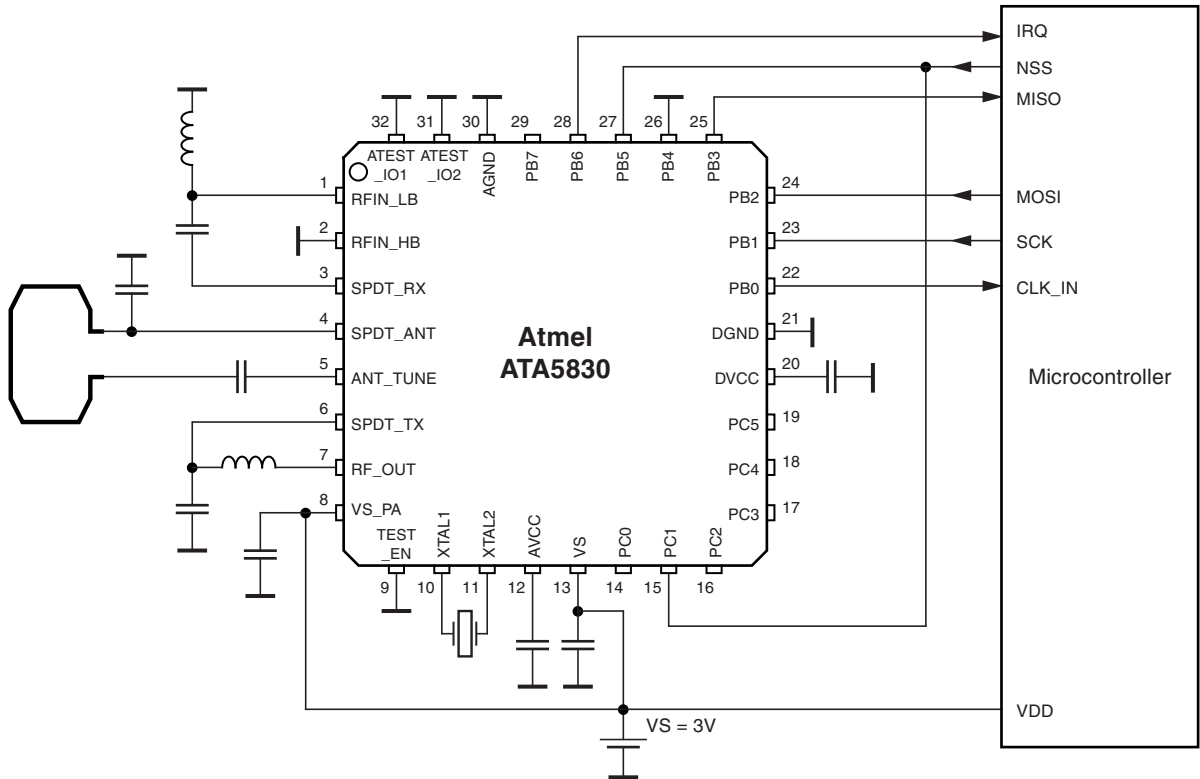 IRQ
NSS
MISO
MOSI
SCK
CLK_IN
Microcontroller
VDD
32 31 30 29 28 27 26 25
ATEST
_IO1
ATEST
_IO2
AGND
PB7
PB6
PB5
PB4
PB3
1 RFIN_LB
2 RFIN_HB
3 SPDT_RX
4 SPDT_ANT
5 ANT_TUNE
6 SPDT_TX
7 RF_OUT
8 VS_PA
Atmel
ATA5830
PB2 24
PB1 23
PB0 22
DGND 21
DVCC 20
PC5 19
PC4 18
PC3 17
TEST
_EN
XTAL1
XTAL2
AVCC
VS
PC0
PC1
PC2
9 10 11 12 13 14 15 16
VS = 3V